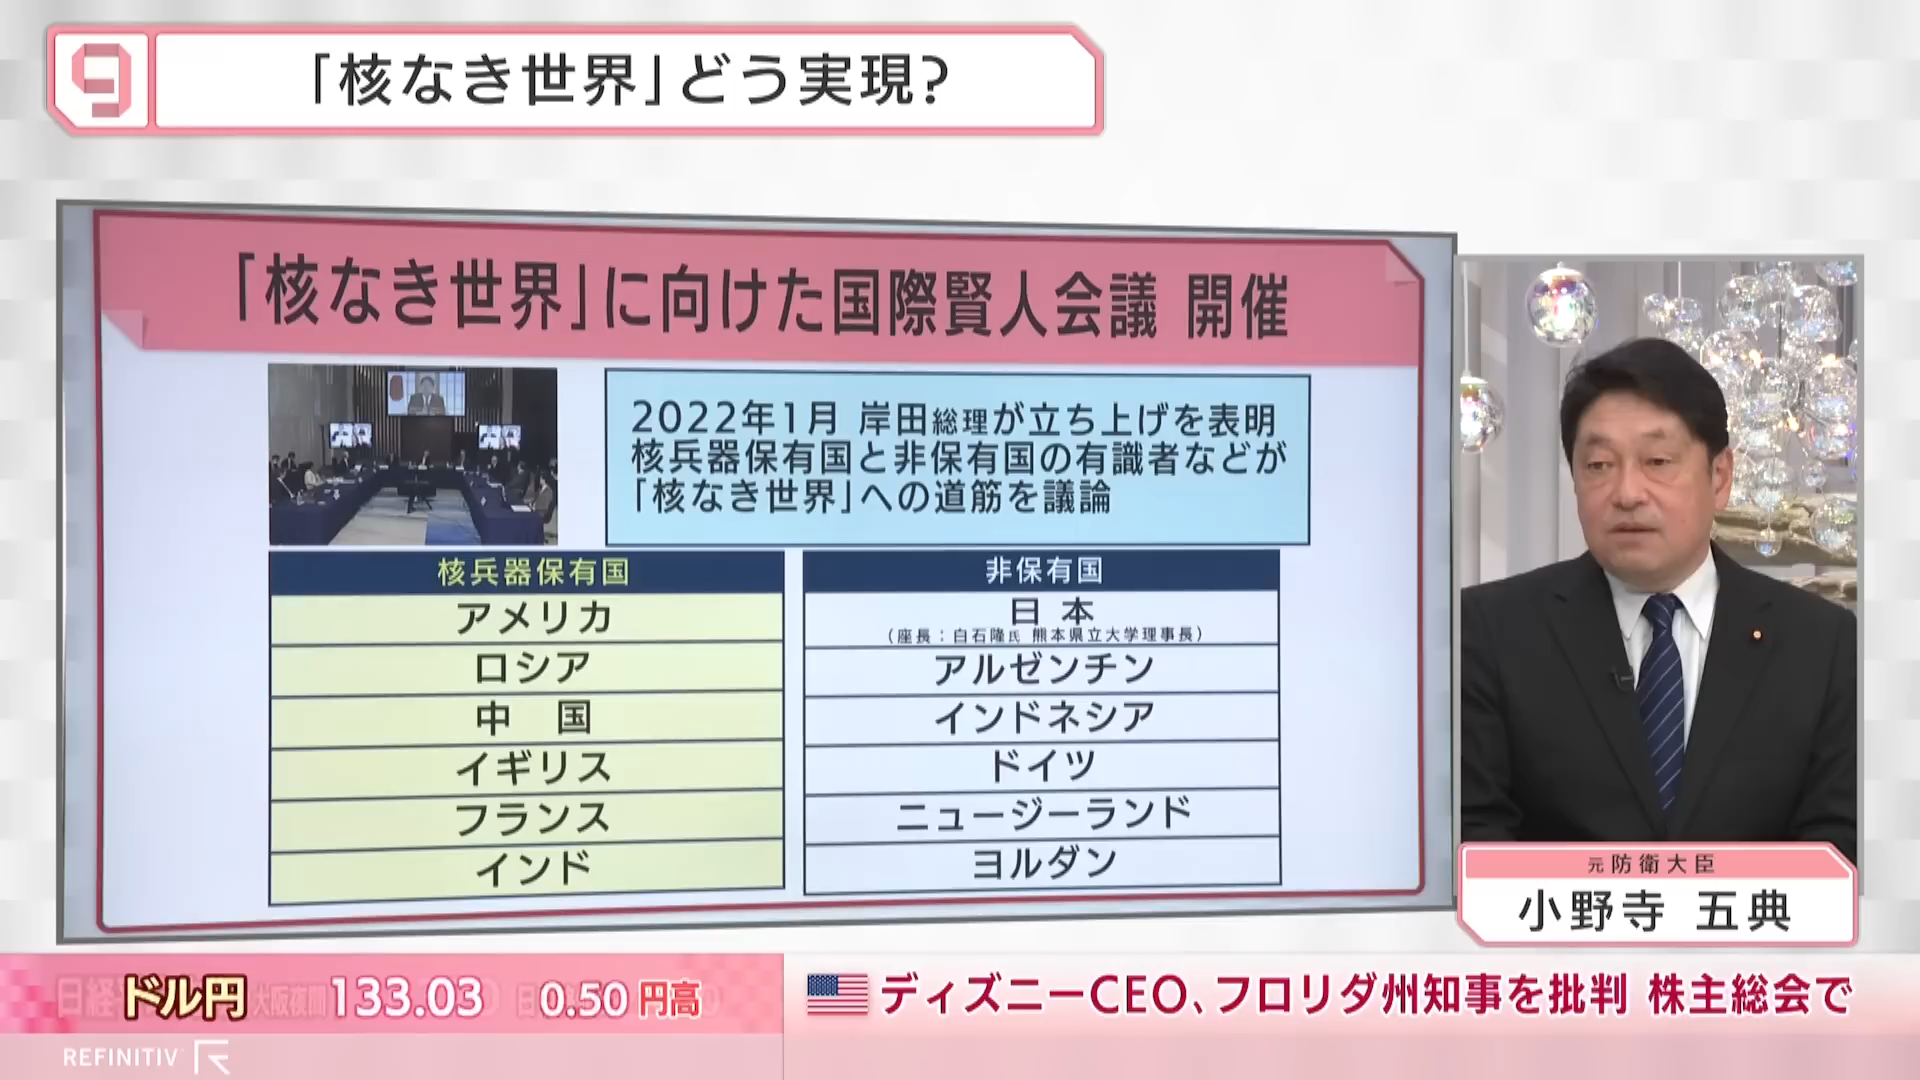 9
「核なき世界」どう実現?
「核なき世界」に向けた国際賢人会議 開催
2022年1月 岸田総理が立ち上げを表明
核兵器保有国と非保有国の有識者などが
「核なき世界」への道筋を議論
核兵器保有国
アメリカ
ロシア
中 国
イギリス
フランス
インド
非保有国
日 本
(座長：白石隆氏 熊本県立大学理事長)
アルゼンチン
インドネシア
ドイツ
ニュージーランド
ヨルダン
元防衛大臣
小野寺 五典
ドル円 133.03 0.50 円高
ディズニーCEO、フロリダ州知事を批判 株主総会で
REFINITIV